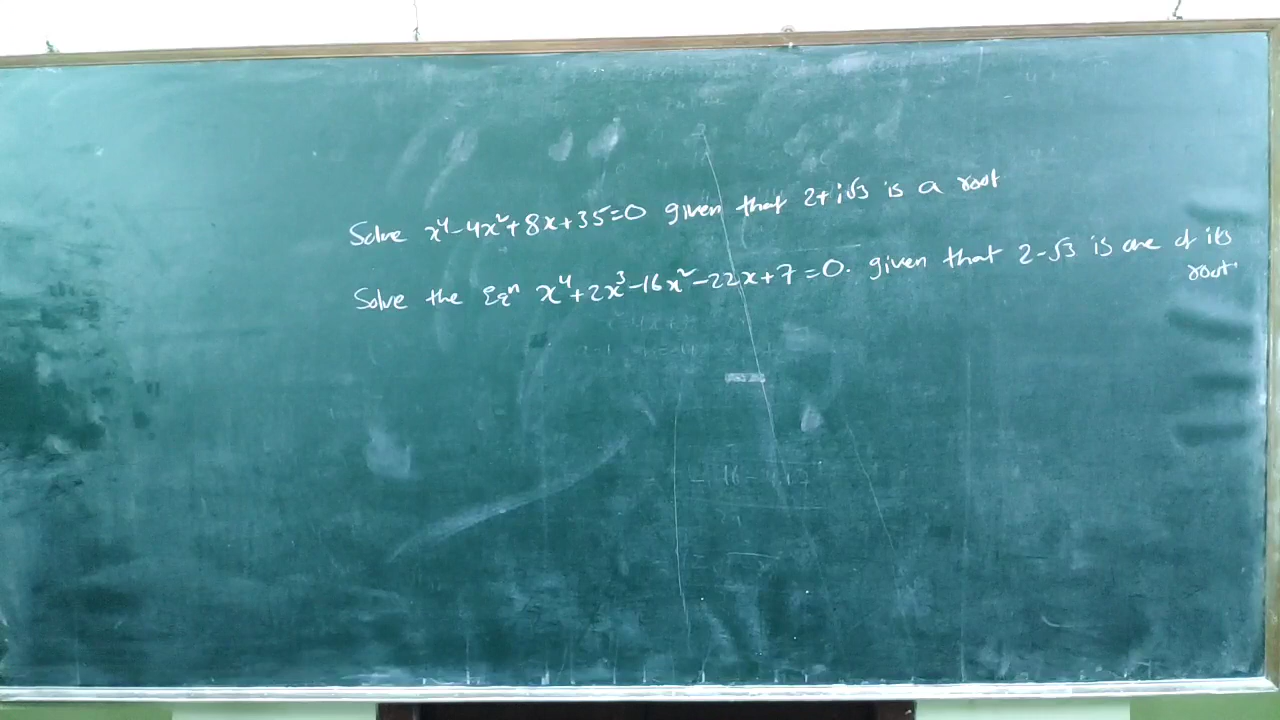 Solve x⁴-4x²+8x+35=0 given that 2+i√3 is a root
Solve the Eqⁿ x⁴+2x³-16x²-22x+7=0. given that 2-√3 is one of its
root.